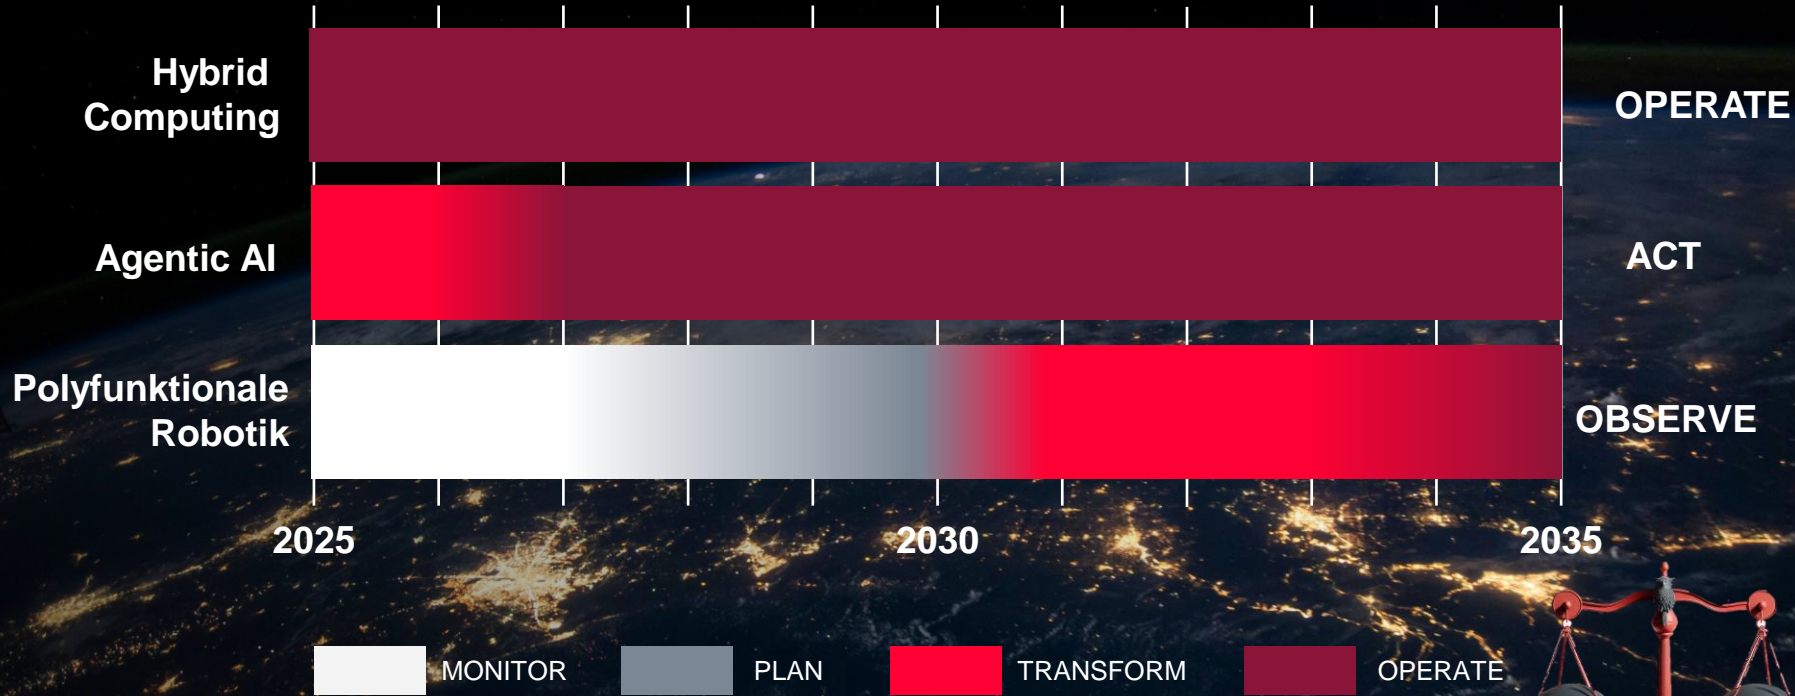 Hybrid
Computing
OPERATE
Agentic AI
ACT
Polyfunktionale
Robotik
OBSERVE
2025
2030
2035
MONITOR
PLAN
TRANSFORM
OPERATE